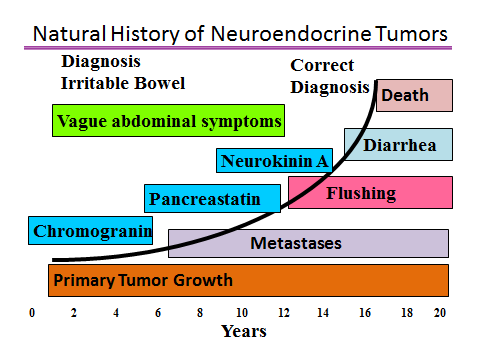 Natural History of Neuroendocrine Tumors
Diagnosis
Irritable Bowel
Correct
Diagnosis
Death
Vague abdominal symptoms
Diarrhea
Neurokinin A
Pancreastatin
Flushing
Chromogranin
Metastases
Primary Tumor Growth
0 2 4 6 8 10 12 14 16 18 20
Years